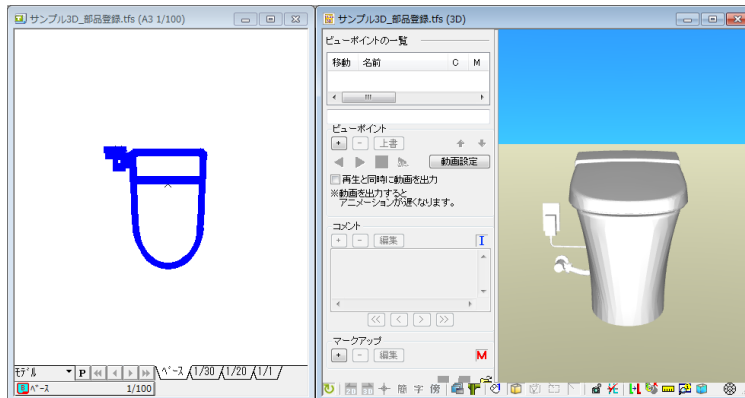 サンプル3D_部品登録.tfs (A3 1/100)
モデル P ベース /1/30 /1/20 /1/1 /
ベース 1/100
サンプル3D_部品登録.tfs (3D)
ビューポイントの一覧
移動 名前 C M
ビューポイント
+ - 上書
動画設定
再生と同時に動画を出力
※動画を出力すると
アニメーションが遅くなります。
コメント
+ - 編集 I
<< < > >>
マークアップ
+ - 編集 M
簡 字 傍